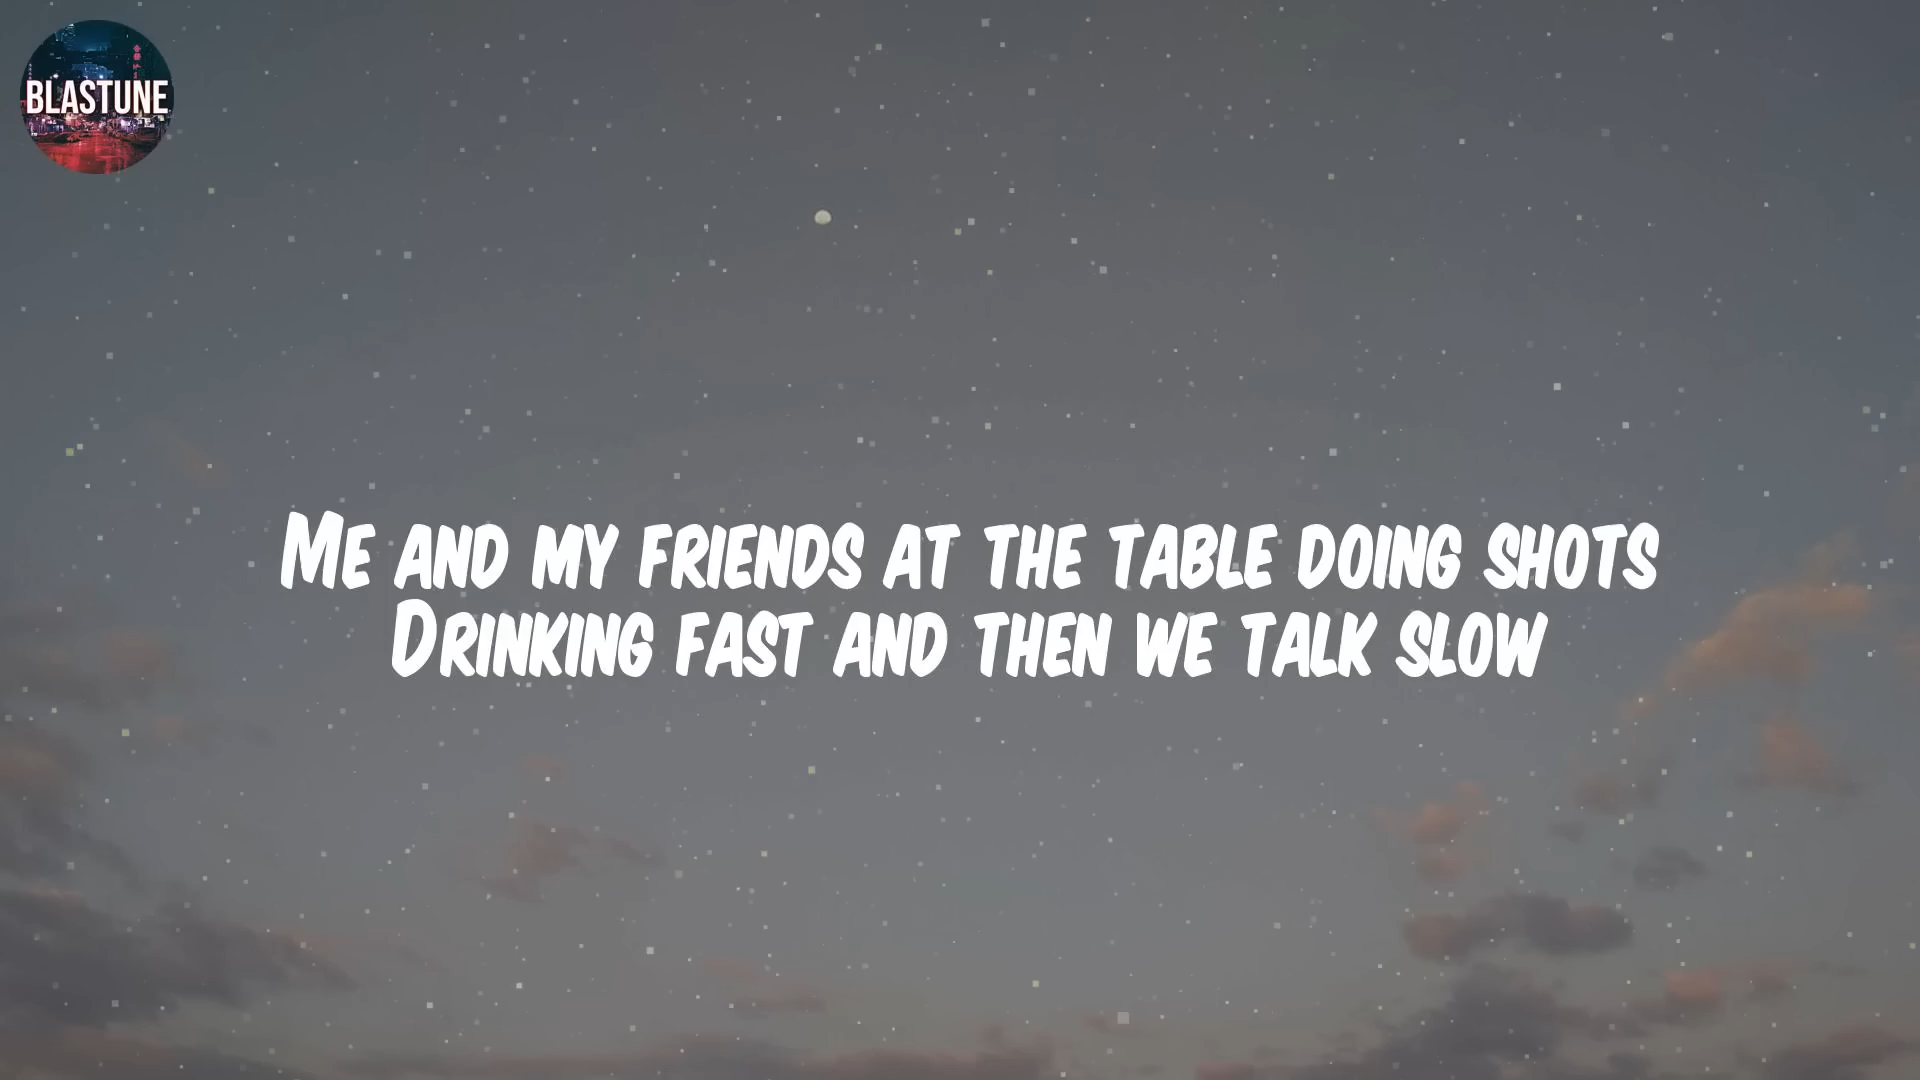 BLASTUNE
Me and my friends at the table doing shots
Drinking fast and then we talk slow